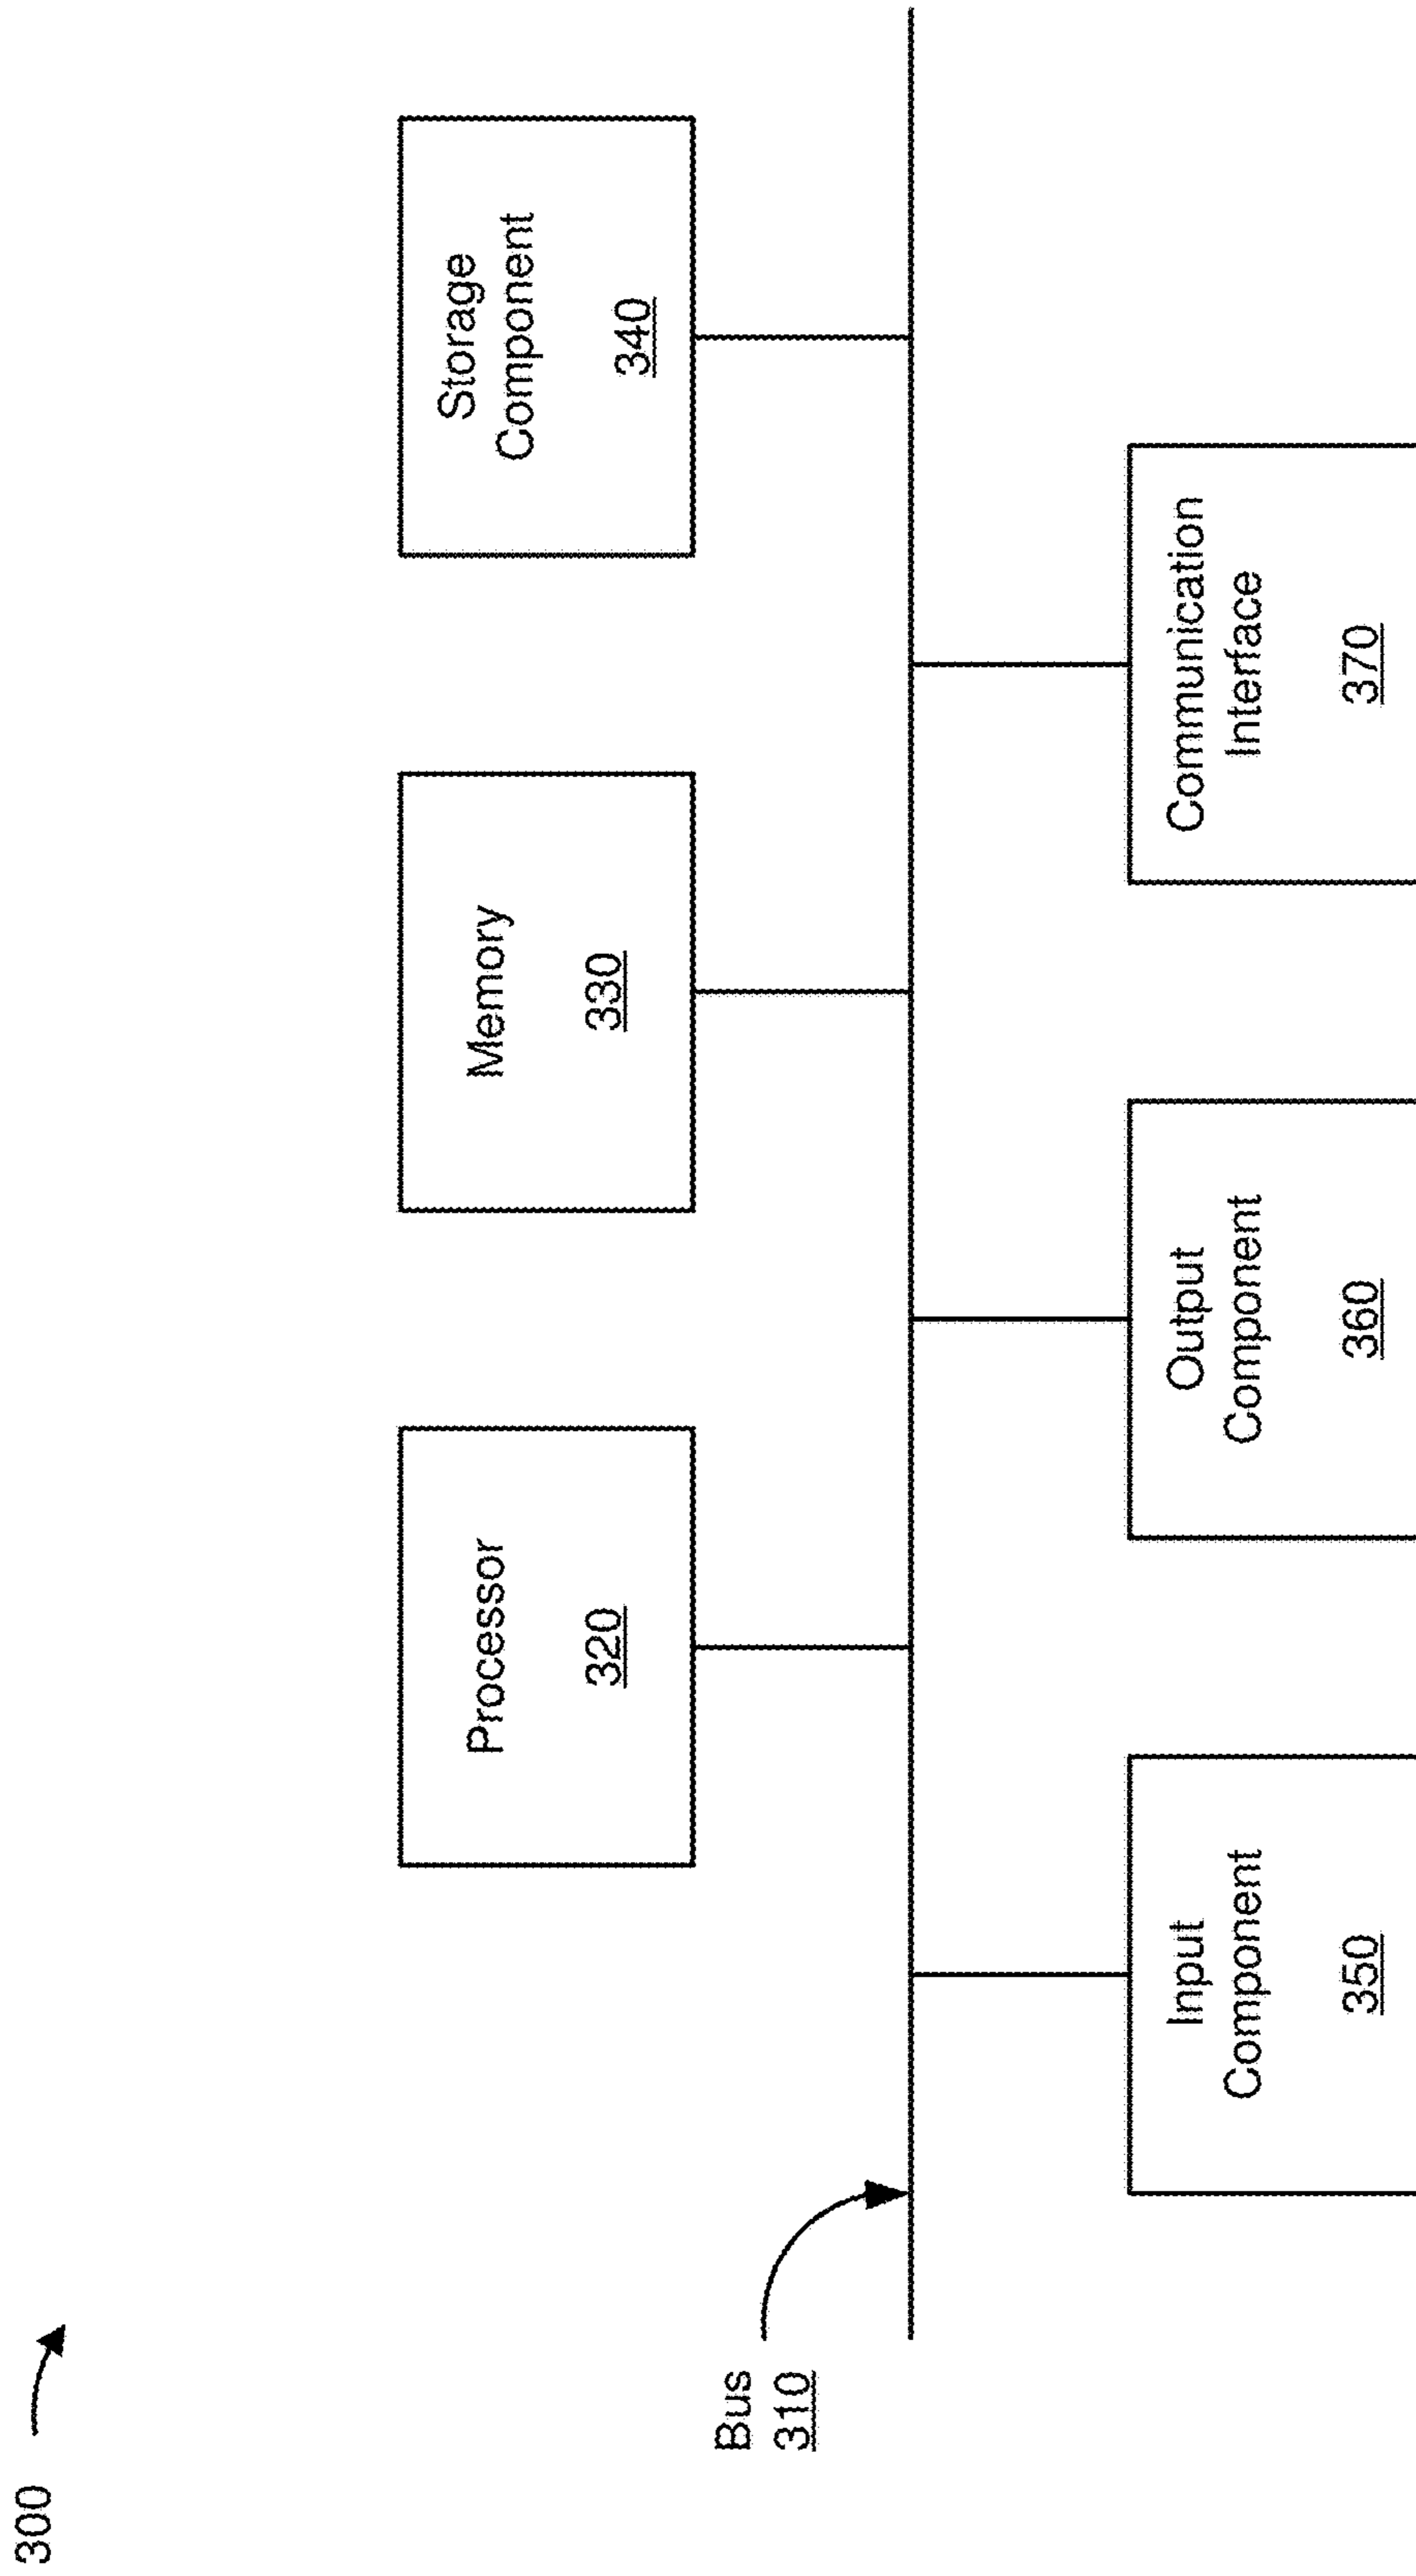 300
Bus
310
Processor
320
Memory
330
Storage
Component
340
Input
Component
350
Output
Component
360
Communication
Interface
370